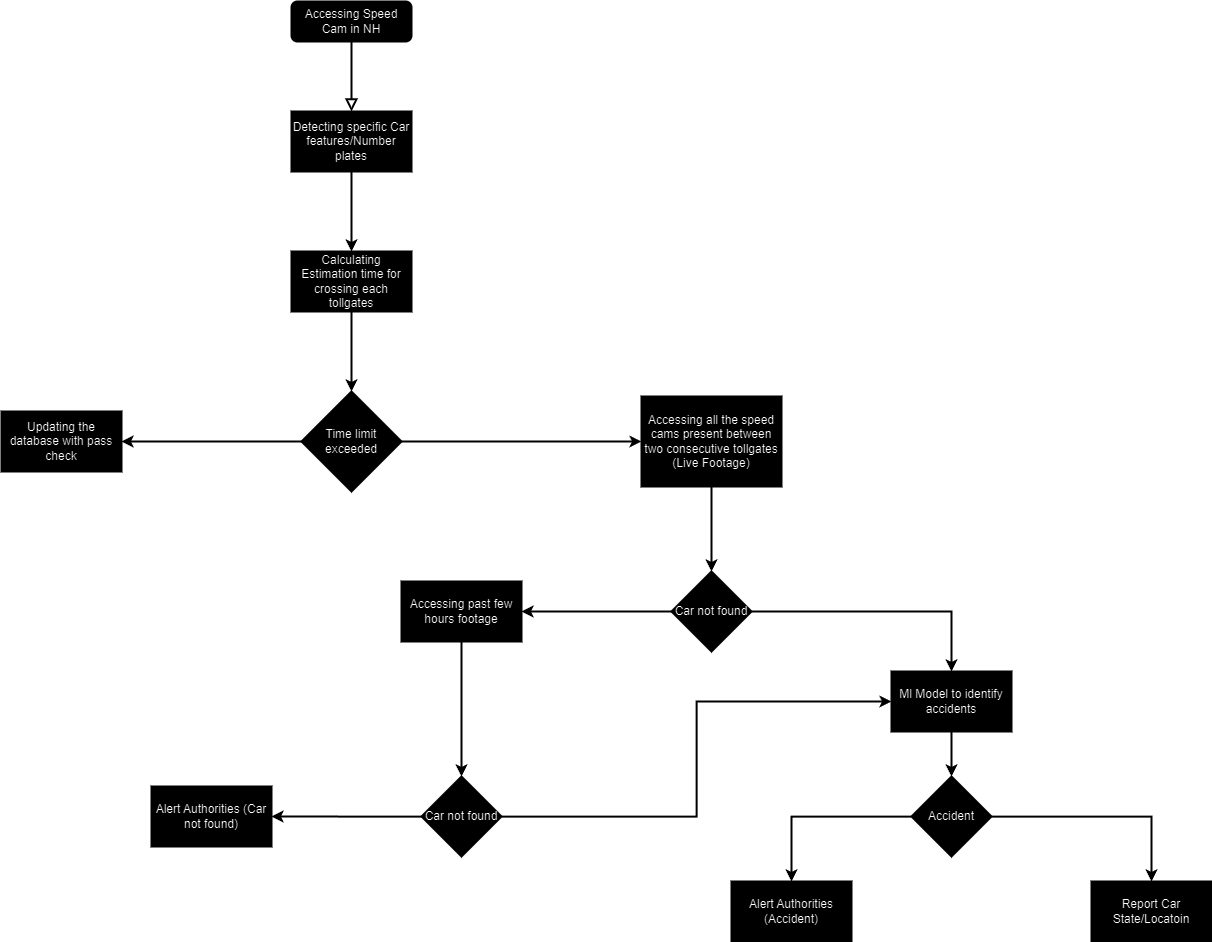 Accessing Speed
Cam in NH
Detecting specific Car
features/Number
plates
Calculating
Estimation time for
crossing each
tollgates
Time limit
exceeded
Updating the
database with pass
check
Accessing all the speed
cams present between
two consecutive tollgates
(Live Footage)
Car not found
Accessing past few
hours footage
Ml Model to identify
accidents
Car not found
Alert Authorities (Car
not found)
Accident
Alert Authorities
(Accident)
Report Car
State/Locatoin